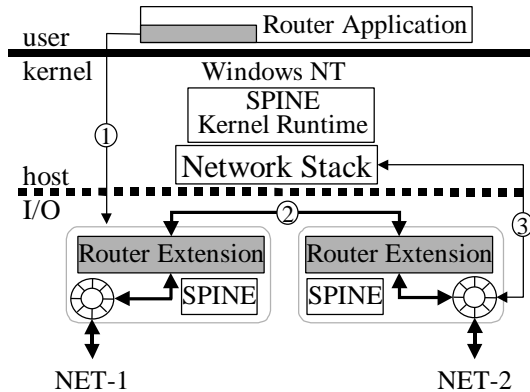 user
Router Application
kernel
Windows NT
SPINE
Kernel Runtime
1
Network Stack
host
I/O
2
3
Router Extension
Router Extension
SPINE
SPINE
NET-1
NET-2